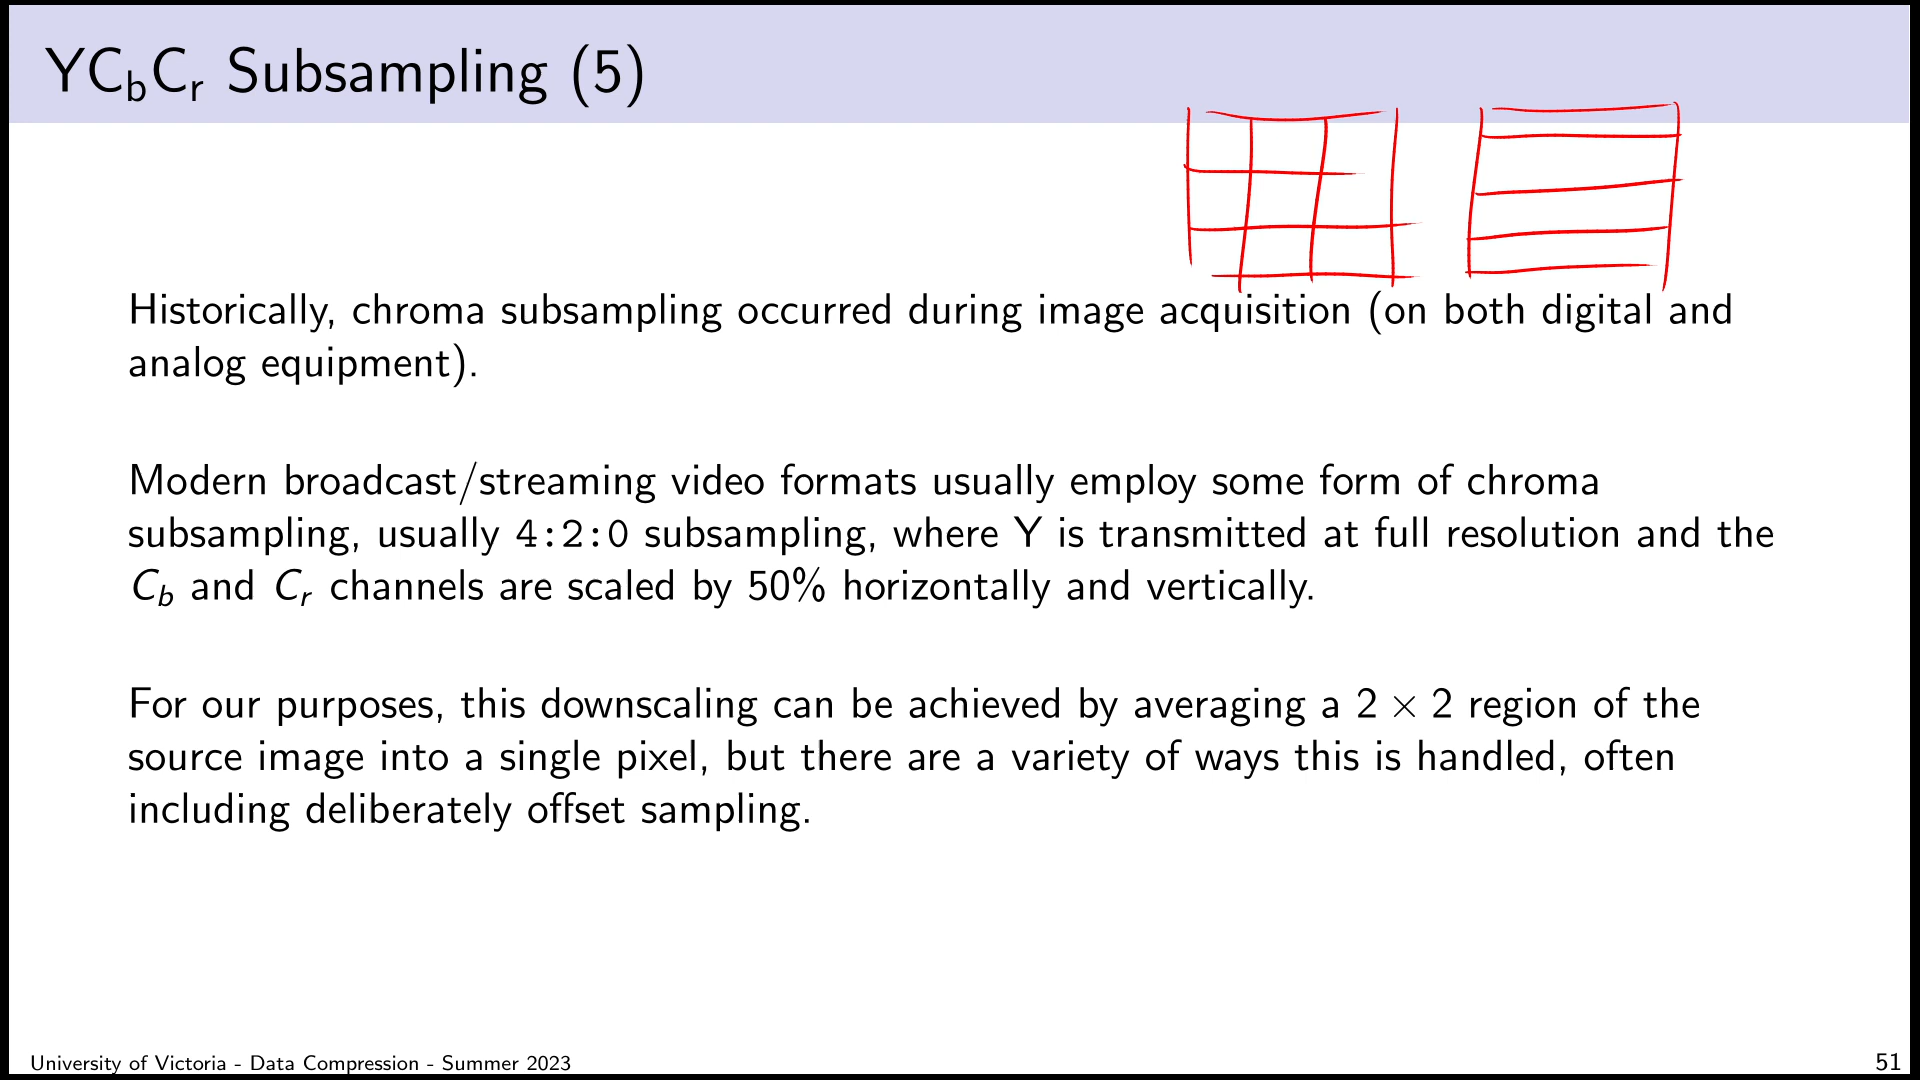 YCbCr Subsampling (5)
Historically, chroma subsampling occurred during image acquisition (on both digital and
analog equipment).
Modern broadcast/streaming video formats usually employ some form of chroma
subsampling, usually 4:2:0 subsampling, where Y is transmitted at full resolution and the
Cb and Cr channels are scaled by 50% horizontally and vertically.
For our purposes, this downscaling can be achieved by averaging a 2 × 2 region of the
source image into a single pixel, but there are a variety of ways this is handled, often
including deliberately offset sampling.
University of Victoria - Data Compression - Summer 2023
51